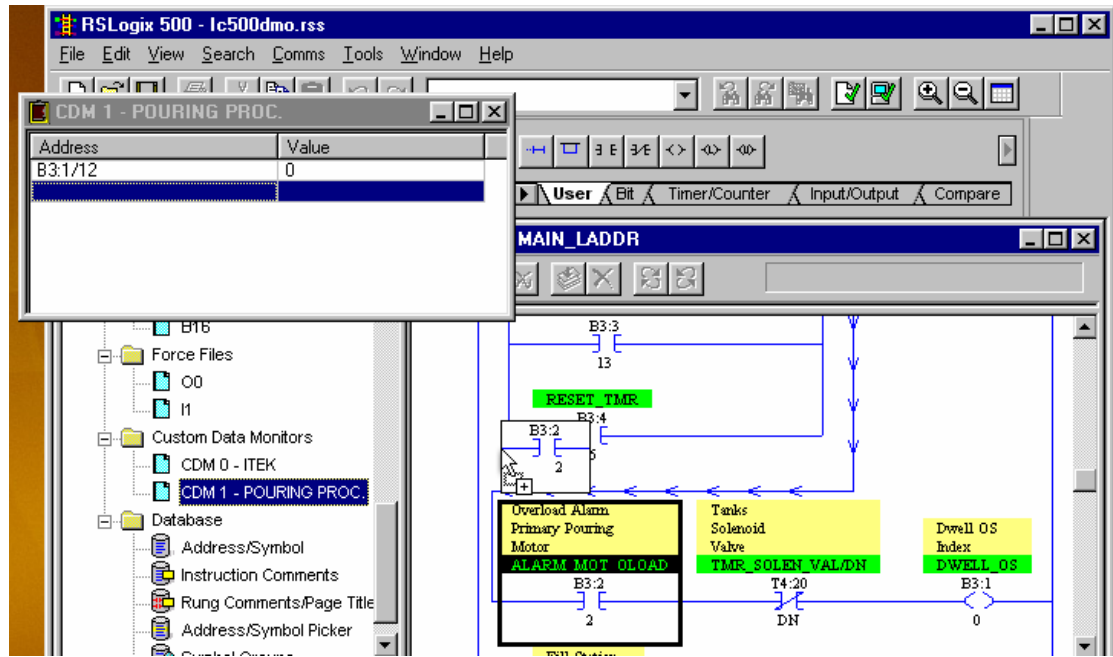 RSLogix 500 - lc500dmo.rss
File Edit View Search Comms Tools Window Help
CDM 1 - POURING PROC.
Address Value
B3:1/12 0
User Bit Timer/Counter Input/Output Compare
MAIN_LADDR
B16
Force Files
O0
I1
Custom Data Monitors
CDM 0 - ITEK
CDM 1 - POURING PROC.
Database
Address/Symbol
Instruction Comments
Rung Comments/Page Title
Address/Symbol Picker
B3:3
13
RESET_TMR
B3:4
B3:2
2
Overload Alarm
Primary Pouring
Motor
ALARM_MOT_OLOAD
B3:2
2
Tanks
Solenoid
Valve
TMR_SOLEN_VAL/DN
T4:20
DN
Dwell OS
Index
DWELL_OS
B3:1
0
Fill Station